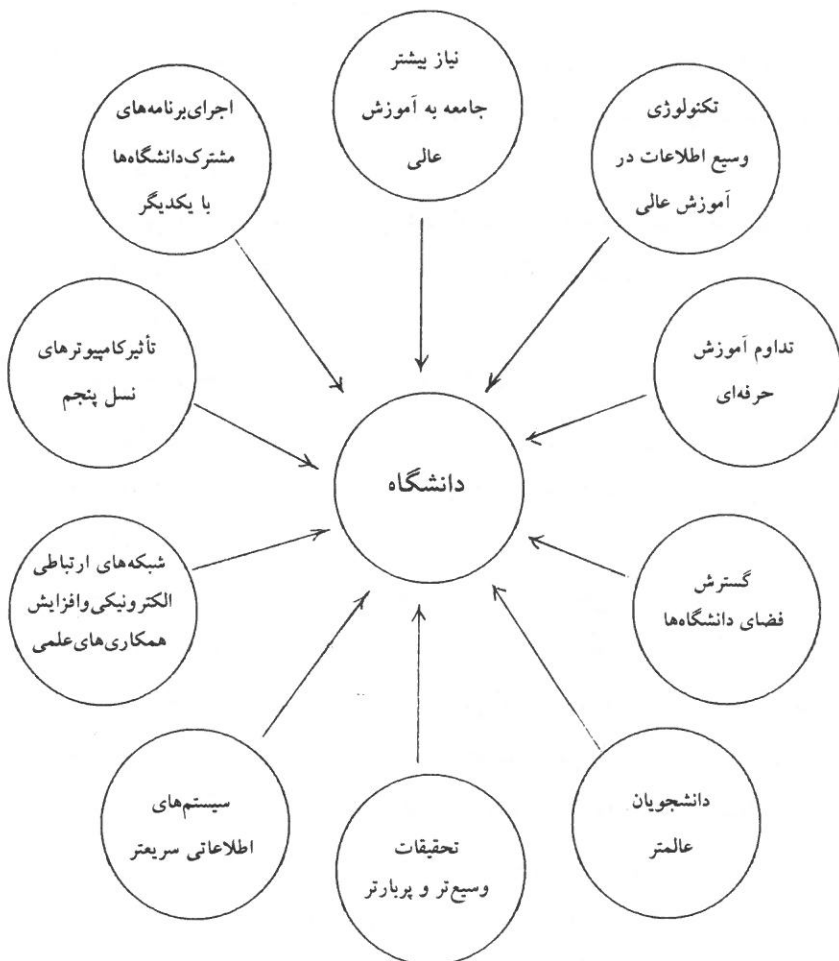 نیاز بیشتر
جامعه به آموزش
عالی
تکنولوژی
وسیع اطلاعات در
آموزش عالی
تداوم آموزش
حرفه‌ای
گسترش
فضای دانشگاه‌ها
دانشجویان
عالمتر
تحقیقات
وسیع‌تر و پربارتر
سیستم‌های
اطلاعاتی سریعتر
شبکه‌های ارتباطی
الکترونیکی و افزایش
همکاری‌های علمی
تأثیر کامپیوترهای
نسل پنجم
اجرای برنامه‌های
مشترک دانشگاه‌ها
با یکدیگر
دانشگاه